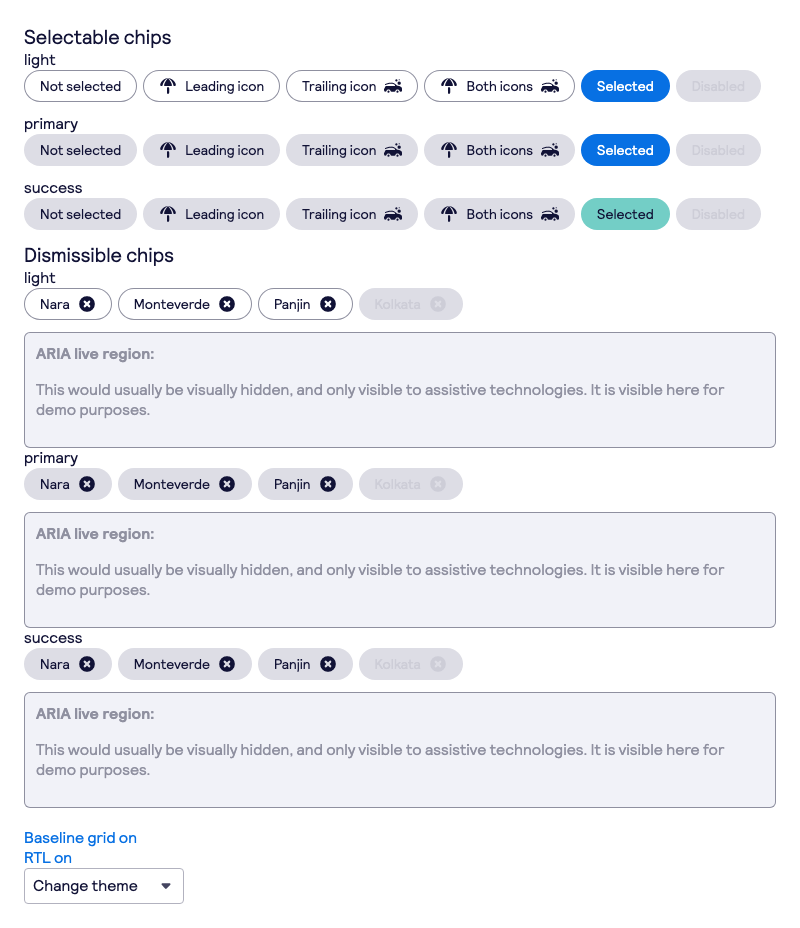 Selectable chips
light
Not selected Leading icon Trailing icon Both icons Selected Disabled
primary
Not selected Leading icon Trailing icon Both icons Selected Disabled
success
Not selected Leading icon Trailing icon Both icons Selected Disabled
Dismissible chips
light
Nara Monteverde Panjin Kolkata
ARIA live region:
This would usually be visually hidden, and only visible to assistive technologies. It is visible here for
demo purposes.
primary
Nara Monteverde Panjin Kolkata
ARIA live region:
This would usually be visually hidden, and only visible to assistive technologies. It is visible here for
demo purposes.
success
Nara Monteverde Panjin Kolkata
ARIA live region:
This would usually be visually hidden, and only visible to assistive technologies. It is visible here for
demo purposes.
Baseline grid on
RTL on
Change theme